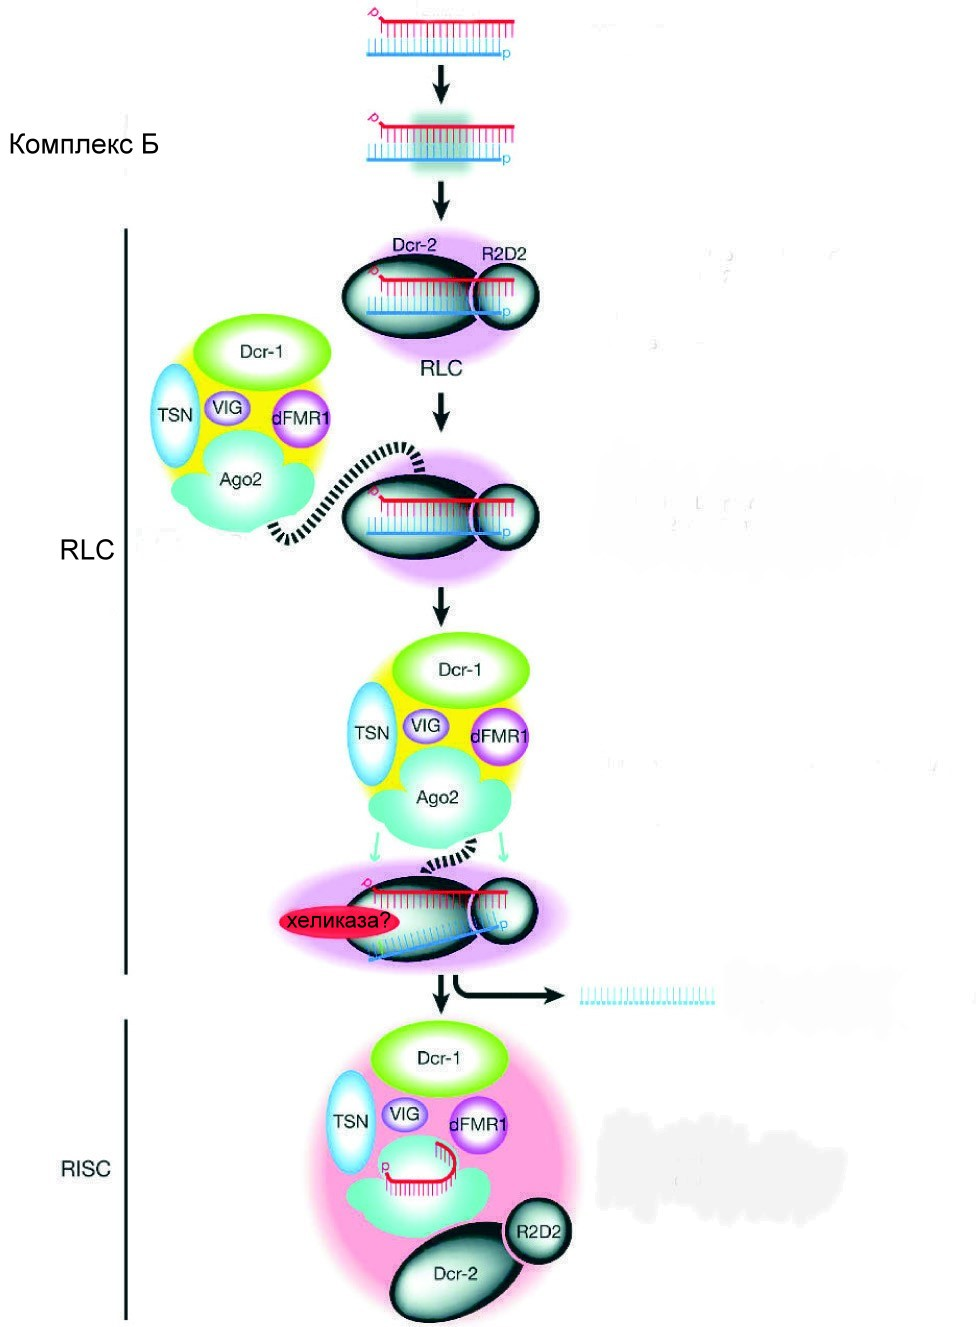 p
p
Комплекс Б
p
p
Dcr-2
R2D2
p
p
RLC
Dcr-1
TSN
VIG
dFMR1
Ago2
p
p
RLC
Dcr-1
TSN
VIG
dFMR1
Ago2
p
хеликаза?
p
Dcr-1
TSN
VIG
dFMR1
p
RISC
R2D2
Dcr-2